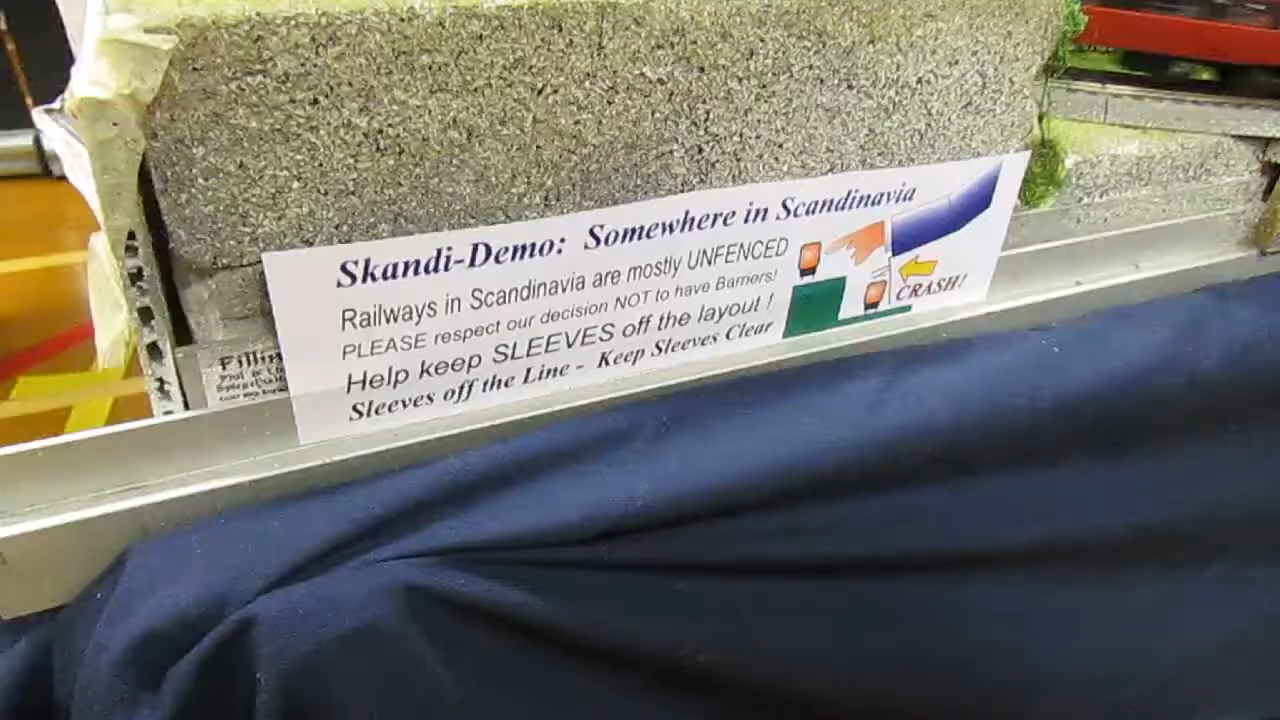 Skandi-Demo: Somewhere in Scandinavia
Railways in Scandinavia are mostly UNFENCED
PLEASE respect our decision NOT to have Barriers!
Help keep SLEEVES off the layout !
Sleeves off the Line - Keep Sleeves Clear
CRASH!